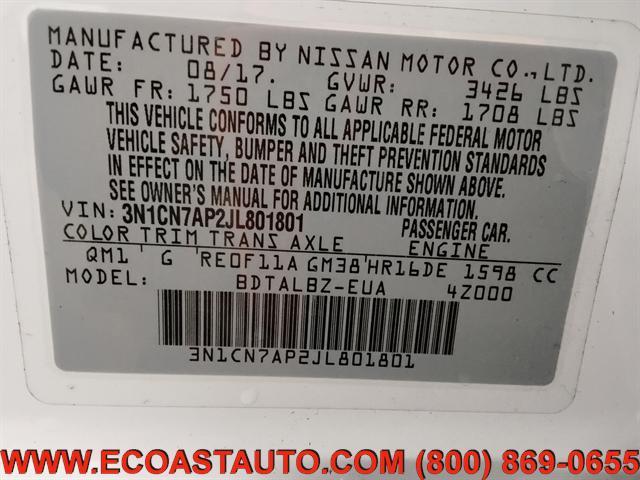 MANUFACTURED BY NISSAN MOTOR CO.,LTD.
DATE: 08/17. GVWR: 3426 LBS
GAWR FR: 1750 LBS GAWR RR: 1708 LBS
THIS VEHICLE CONFORMS TO ALL APPLICABLE FEDERAL MOTOR
VEHICLE SAFETY, BUMPER AND THEFT PREVENTION STANDARDS
IN EFFECT ON THE DATE OF MANUFACTURE SHOWN ABOVE.
SEE OWNER'S MANUAL FOR ADDITIONAL INFORMATION.
VIN: 3N1CN7AP2JL801801 PASSENGER CAR.
COLOR TRIM TRANS AXLE ENGINE
QM1 ' G ' REOF11A GM38'HR16DE 1598 CC
MODEL: BDTALBZ-EUA 4Z000
3N1CN7AP2JL801801
WWW.ECOASTAUTO.COM (800) 869-0655